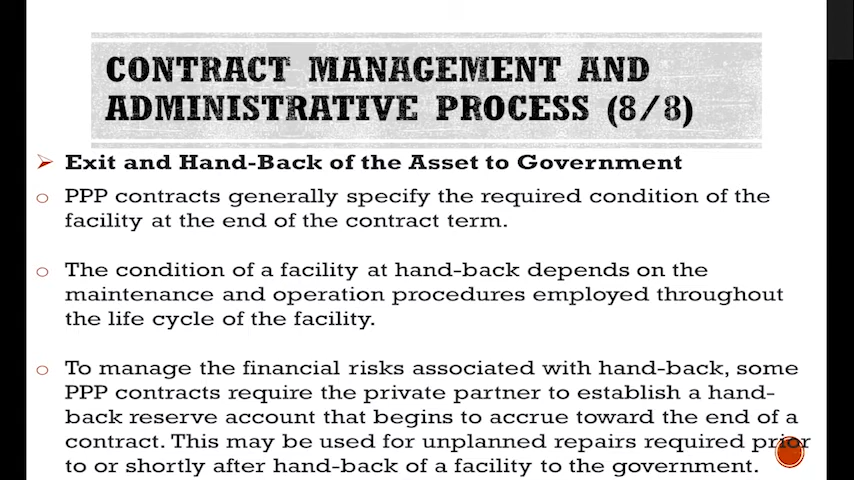 CONTRACT MANAGEMENT AND
ADMINISTRATIVE PROCESS (8/8)
Exit and Hand-Back of the Asset to Government
PPP contracts generally specify the required condition of the
facility at the end of the contract term.
The condition of a facility at hand-back depends on the
maintenance and operation procedures employed throughout
the life cycle of the facility.
To manage the financial risks associated with hand-back, some
PPP contracts require the private partner to establish a hand-
back reserve account that begins to accrue toward the end of a
contract. This may be used for unplanned repairs required prior
to or shortly after hand-back of a facility to the government.